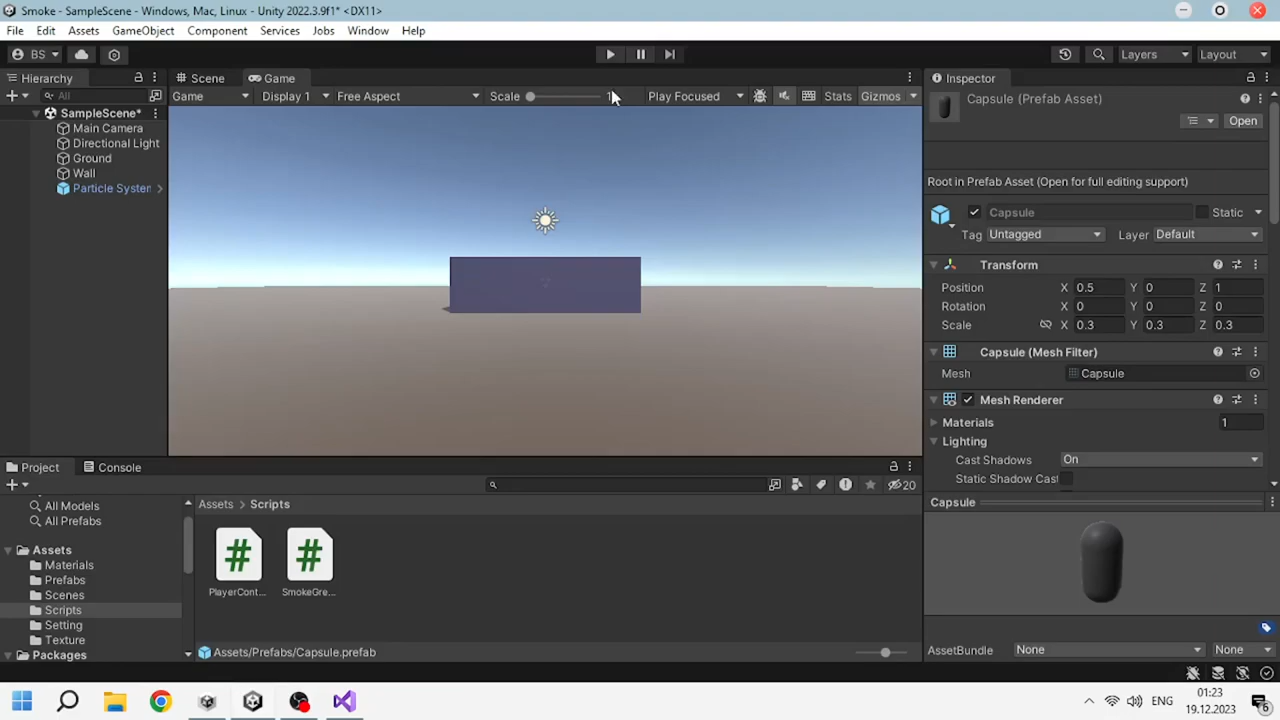 Smoke - SampleScene - Windows, Mac, Linux - Unity 2022.3.9f1* <DX11>
File Edit Assets GameObject Component Services Jobs Window Help
BS Layers Layout
Hierarchy Scene Game Inspector
All Game Display 1 Free Aspect Scale Play Focused Stats Gizmos
Capsule (Prefab Asset)
Open
SampleScene*
Main Camera
Directional Light
Ground
Wall
Particle Syster
Root in Prefab Asset (Open for full editing support)
Capsule Static
Tag Untagged Layer Default
Transform
Position X 0.5 Y 0 Z 1
Rotation X 0 Y 0 Z 0
Scale X 0.3 Y 0.3 Z 0.3
Capsule (Mesh Filter)
Mesh Capsule
Mesh Renderer
Materials 1
Lighting
Cast Shadows On
Static Shadow Cast
Capsule
AssetBundle None None
Project Console
20
All Models
All Prefabs
Assets
Materials
Prefabs
Scenes
Scripts
Setting
Texture
Packages
Assets > Scripts
# #
PlayerCont... SmokeGre...
Assets/Prefabs/Capsule.prefab
ENG
01:23
19.12.2023
6